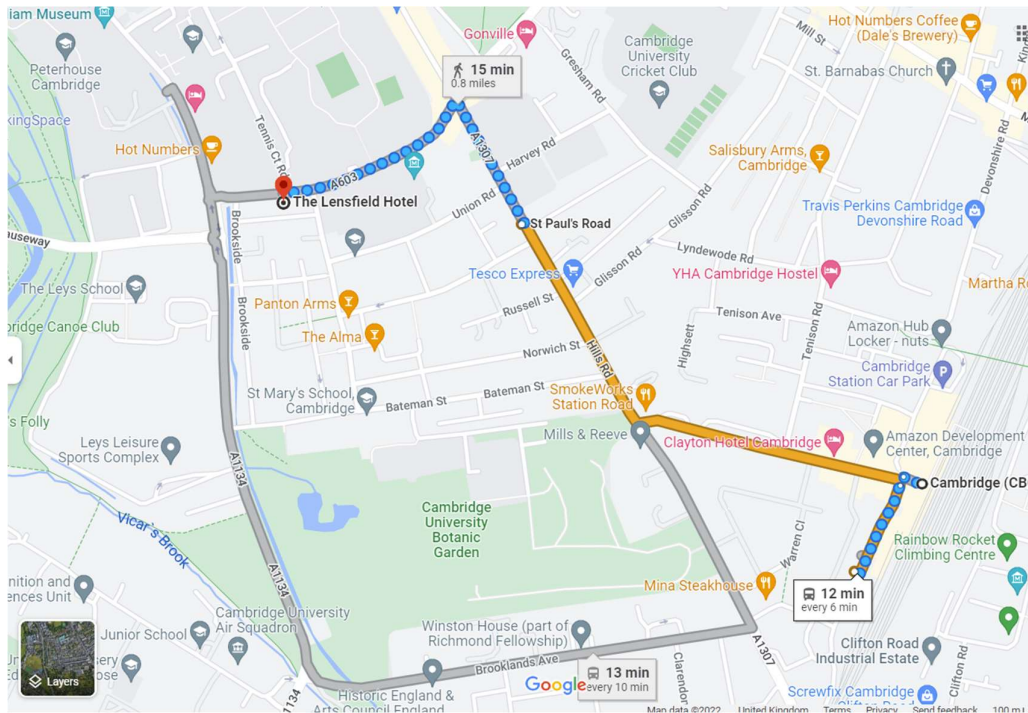 iam Museum
Hot Numbers Coffee
(Dale's Brewery)
Mill St
Gonville
Peterhouse
Cambridge
15 min
0.8 miles
Gresham Rd
Cambridge
University
Cricket Club
St. Barnabas Church
kingSpace
Hot Numbers
Tennis Ct Rd
A1307
Harvey Rd
Salisbury Arms,
Cambridge
Devonshire Rd
A603
The Lensfield Hotel
Union Rd
Glisson Rd
Travis Perkins Cambridge
Devonshire Road
Brookside
St Paul's Road
auseway
Lyndewode Rd
Glisson Rd
Tesco Express
YHA Cambridge Hostel
The Leys School
Martha R
Panton Arms
Russell St
Tenison Ave
Tenison Rd
bridge Canoe Club
Brookside
The Alma
Amazon Hub
Locker - nuts
Norwich St
Hills Rd
Highsett
Cambridge
Station Car Park
St Mary's School,
Cambridge
Bateman St
Bateman St
SmokeWorks
Station Road
's Folly
Leys Leisure
Sports Complex
Mills & Reeve
Clayton Hotel Cambridge
Amazon Development
Center, Cambridge
A1134
Cambridge (CB
Cambridge
University
Botanic
Garden
Vicar's Brook
Warren Cl
Rainbow Rocket
Climbing Centre
nition and
ences Unit
A1134
Mina Steakhouse
12 min
every 6 min
Cambridge University
Air Squadron
Junior School
Winston House (part of
Richmond Fellowship)
Clifton Road
Industrial Estate
A1307
Clifton Rd
Brooklands Ave
Clarendon
13 min
every 10 min
Google
Layers
A1134
Historic England &
Arts Council England
Screwfix Cambridge
Map data ©2022
United Kingdom
Terms
Privacy
Send feedback